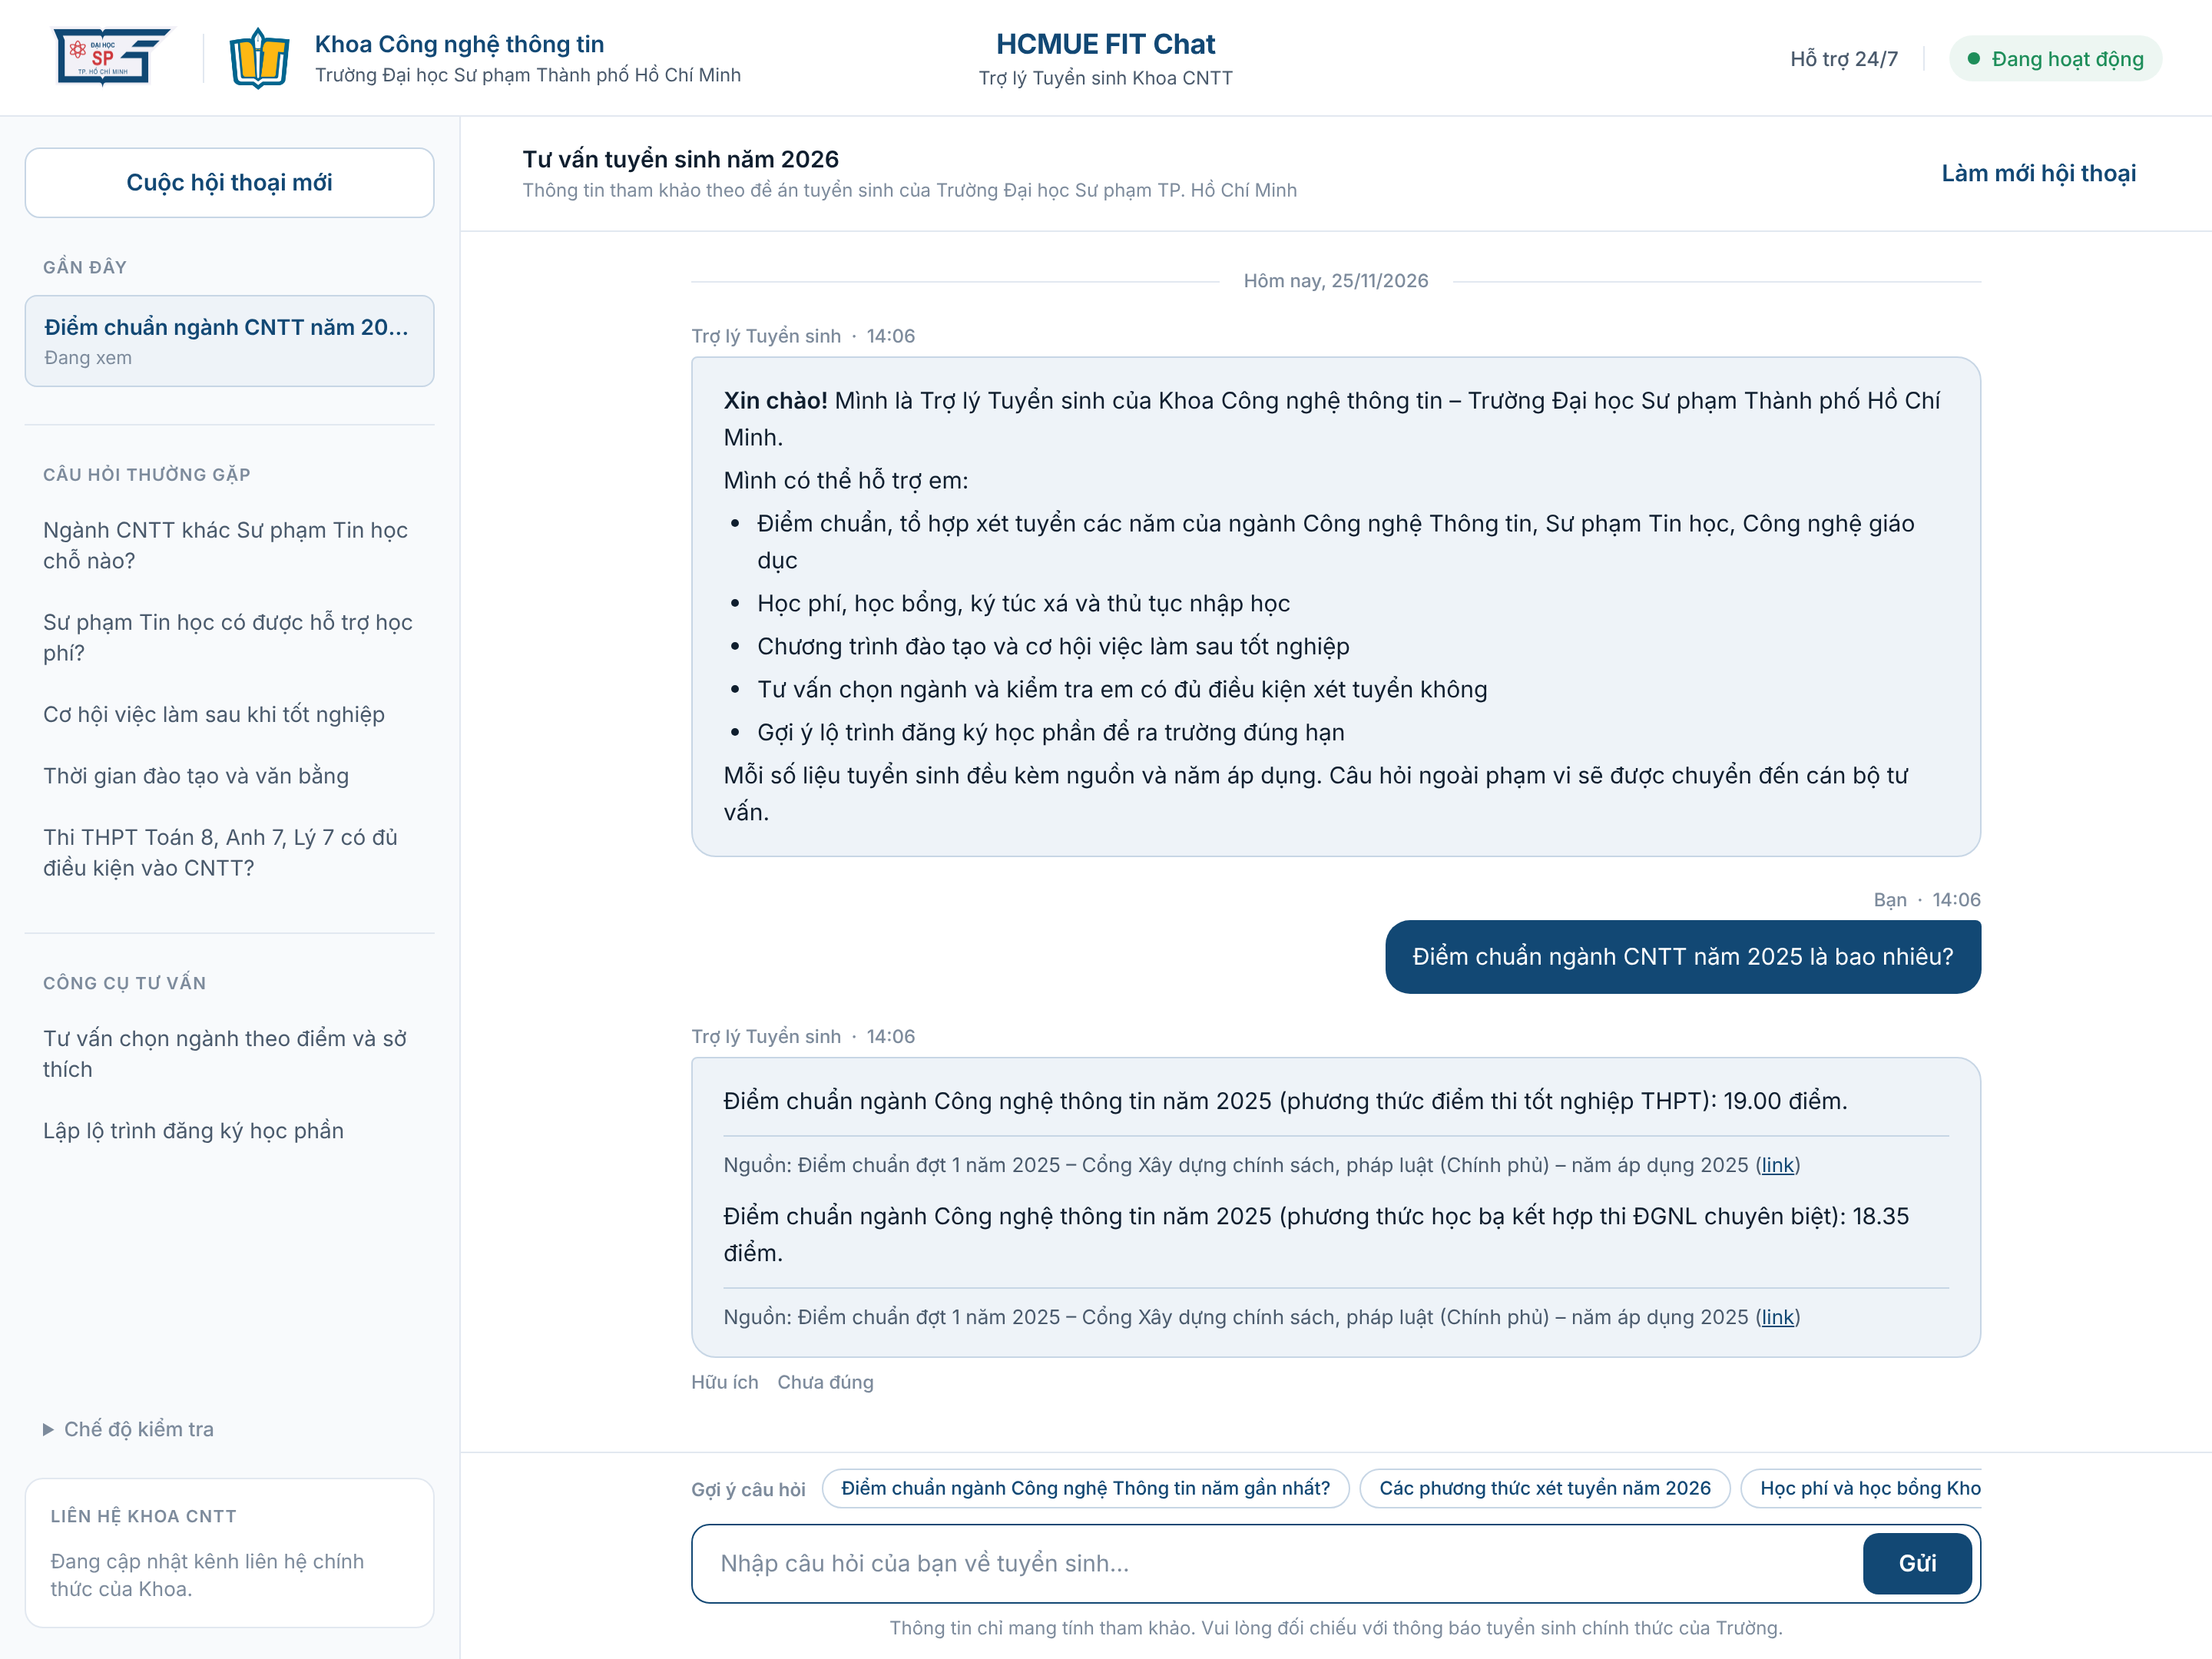 ĐẠI HỌC
SP
TP. HỒ CHÍ MINH
Khoa Công nghệ thông tin
Trường Đại học Sư phạm Thành phố Hồ Chí Minh
HCMUE FIT Chat
Trợ lý Tuyển sinh Khoa CNTT
Hỗ trợ 24/7
Đang hoạt động
Cuộc hội thoại mới
GẦN ĐÂY
Điểm chuẩn ngành CNTT năm 20...
Đang xem
CÂU HỎI THƯỜNG GẶP
Ngành CNTT khác Sư phạm Tin học
chỗ nào?
Sư phạm Tin học có được hỗ trợ học
phí?
Cơ hội việc làm sau khi tốt nghiệp
Thời gian đào tạo và văn bằng
Thi THPT Toán 8, Anh 7, Lý 7 có đủ
điều kiện vào CNTT?
CÔNG CỤ TƯ VẤN
Tư vấn chọn ngành theo điểm và sở
thích
Lập lộ trình đăng ký học phần
Chế độ kiểm tra
LIÊN HỆ KHOA CNTT
Đang cập nhật kênh liên hệ chính
thức của Khoa.
Tư vấn tuyển sinh năm 2026
Thông tin tham khảo theo đề án tuyển sinh của Trường Đại học Sư phạm TP. Hồ Chí Minh
Làm mới hội thoại
Hôm nay, 25/11/2026
Trợ lý Tuyển sinh · 14:06
Xin chào! Mình là Trợ lý Tuyển sinh của Khoa Công nghệ thông tin – Trường Đại học Sư phạm Thành phố Hồ Chí
Minh.
Mình có thể hỗ trợ em:
• Điểm chuẩn, tổ hợp xét tuyển các năm của ngành Công nghệ Thông tin, Sư phạm Tin học, Công nghệ giáo
dục
• Học phí, học bổng, ký túc xá và thủ tục nhập học
• Chương trình đào tạo và cơ hội việc làm sau tốt nghiệp
• Tư vấn chọn ngành và kiểm tra em có đủ điều kiện xét tuyển không
• Gợi ý lộ trình đăng ký học phần để ra trường đúng hạn
Mỗi số liệu tuyển sinh đều kèm nguồn và năm áp dụng. Câu hỏi ngoài phạm vi sẽ được chuyển đến cán bộ tư
vấn.
Bạn · 14:06
Điểm chuẩn ngành CNTT năm 2025 là bao nhiêu?
Trợ lý Tuyển sinh · 14:06
Điểm chuẩn ngành Công nghệ thông tin năm 2025 (phương thức điểm thi tốt nghiệp THPT): 19.00 điểm.
Nguồn: Điểm chuẩn đợt 1 năm 2025 – Cổng Xây dựng chính sách, pháp luật (Chính phủ) – năm áp dụng 2025 (link)
Điểm chuẩn ngành Công nghệ thông tin năm 2025 (phương thức học bạ kết hợp thi ĐGNL chuyên biệt): 18.35
điểm.
Nguồn: Điểm chuẩn đợt 1 năm 2025 – Cổng Xây dựng chính sách, pháp luật (Chính phủ) – năm áp dụng 2025 (link)
Hữu ích Chưa đúng
Gợi ý câu hỏi
Điểm chuẩn ngành Công nghệ Thông tin năm gần nhất?
Các phương thức xét tuyển năm 2026
Học phí và học bổng Kho
Nhập câu hỏi của bạn về tuyển sinh...
Gửi
Thông tin chỉ mang tính tham khảo. Vui lòng đối chiếu với thông báo tuyển sinh chính thức của Trường.